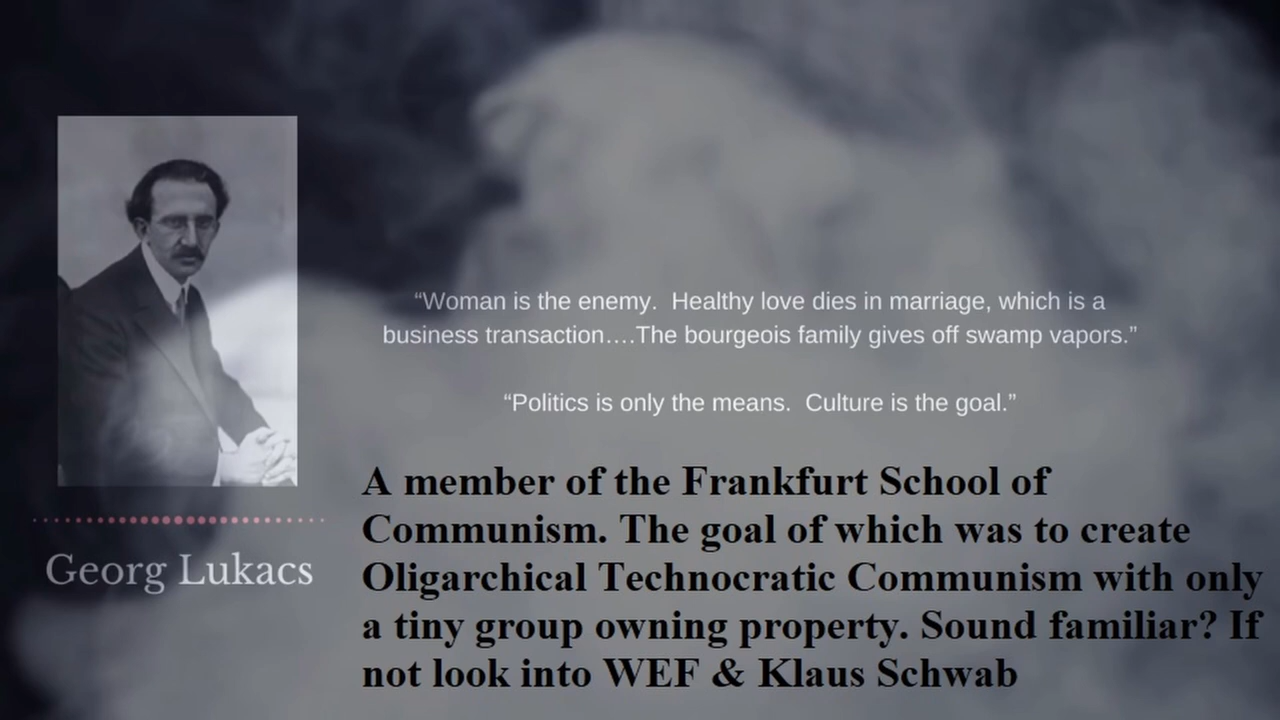 “Woman is the enemy.  Healthy love dies in marriage, which is a
business transaction….The bourgeois family gives off swamp vapors.”
“Politics is only the means.  Culture is the goal.”
A member of the Frankfurt School of
Communism. The goal of which was to create
Oligarchical Technocratic Communism with only
a tiny group owning property. Sound familiar? If
not look into WEF & Klaus Schwab
Georg Lukacs